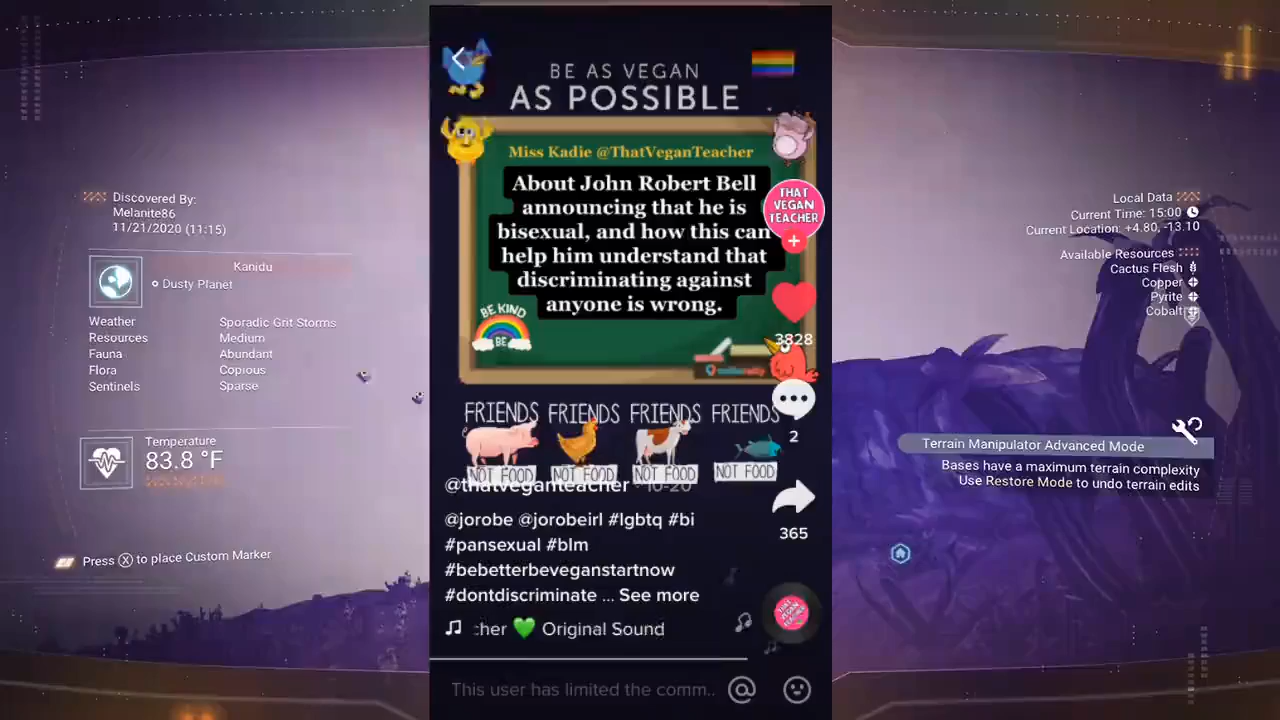 Discovered By:
Melanite86
11/21/2020 (11:15)
Kanidu
Dusty Planet
Weather Sporadic Grit Storms
Resources Medium
Fauna Abundant
Flora Copious
Sentinels Sparse
Temperature
83.8 °F
Press X to place Custom Marker
BE AS VEGAN
AS POSSIBLE
Miss Kadie @ThatVeganTeacher
About John Robert Bell
announcing that he is
bisexual, and how this can
help him understand that
discriminating against
anyone is wrong.
BE KIND
BE
THAT
VEGAN
TEACHER
3828
2
365
FRIENDS FRIENDS FRIENDS FRIENDS
NOT FOOD NOT FOOD NOT FOOD NOT FOOD
@thatveganteacher · 10-20
@jorobe @jorobeirl #lgbtq #bi
#pansexual #blm
#bebetterbeveganstartnow
#dontdiscriminate ... See more
:her 💚 Original Sound
THAT
VEGAN
TEACHER
This user has limited the comm..
Local Data
Current Time: 15:00
Current Location: +4.80, -13.10
Available Resources
Cactus Flesh
Copper
Pyrite
Cobalt
Terrain Manipulator Advanced Mode
Bases have a maximum terrain complexity
Use Restore Mode to undo terrain edits